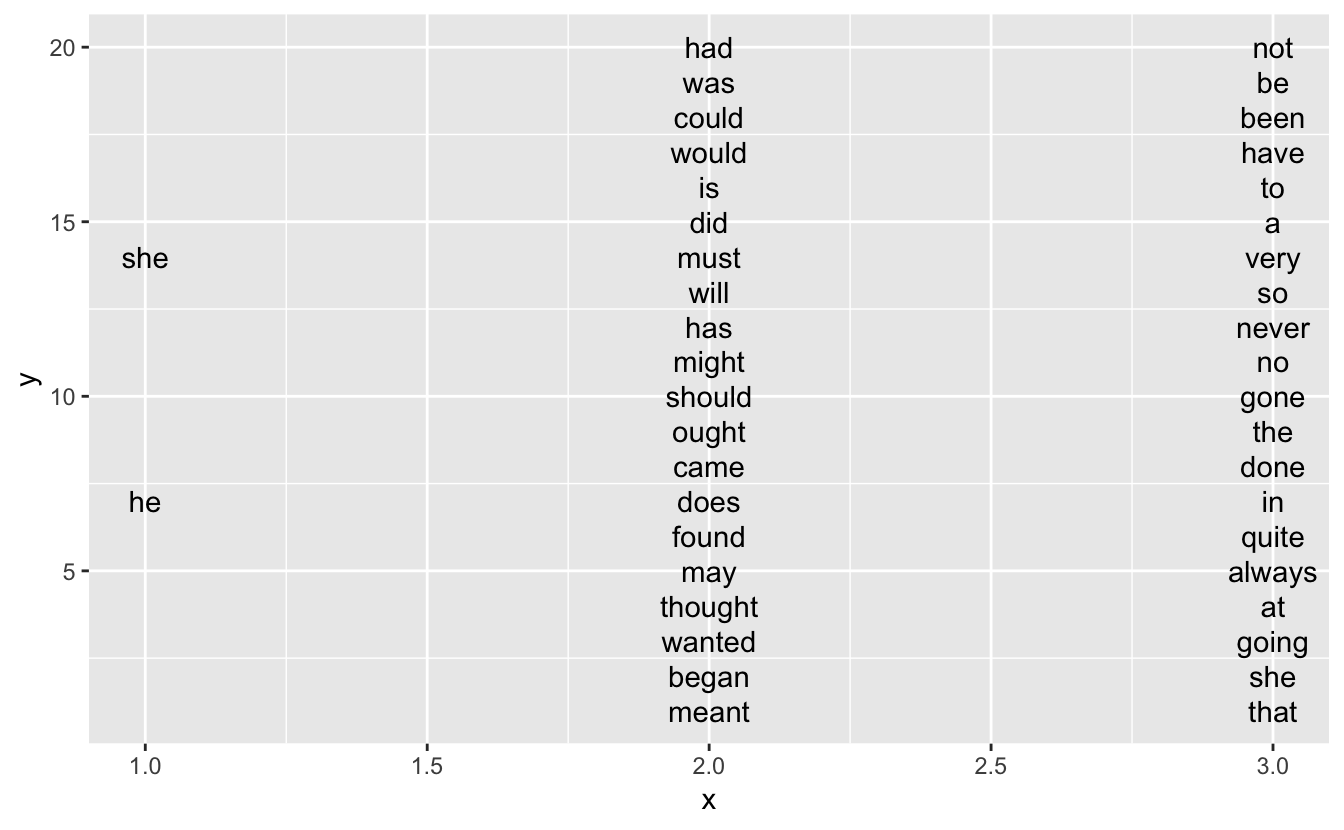 20 had not
was be
could been
would have
is to
15 did a
she must very
will so
has never
might no
y
10 should gone
ought the
came done
he does in
found quite
5 may always
thought at
wanted going
began she
meant that
1.0 1.5 2.0 2.5 3.0
x